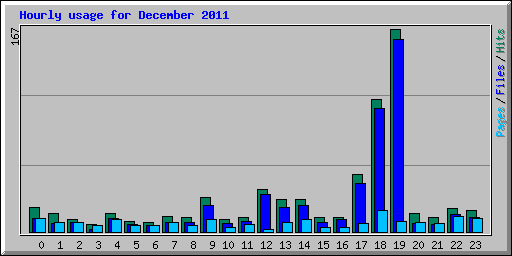 Hourly usage for December 2011
167
Pages / Files / Hits
0 1 2 3 4 5 6 7 8 9 10 11 12 13 14 15 16 17 18 19 20 21 22 23